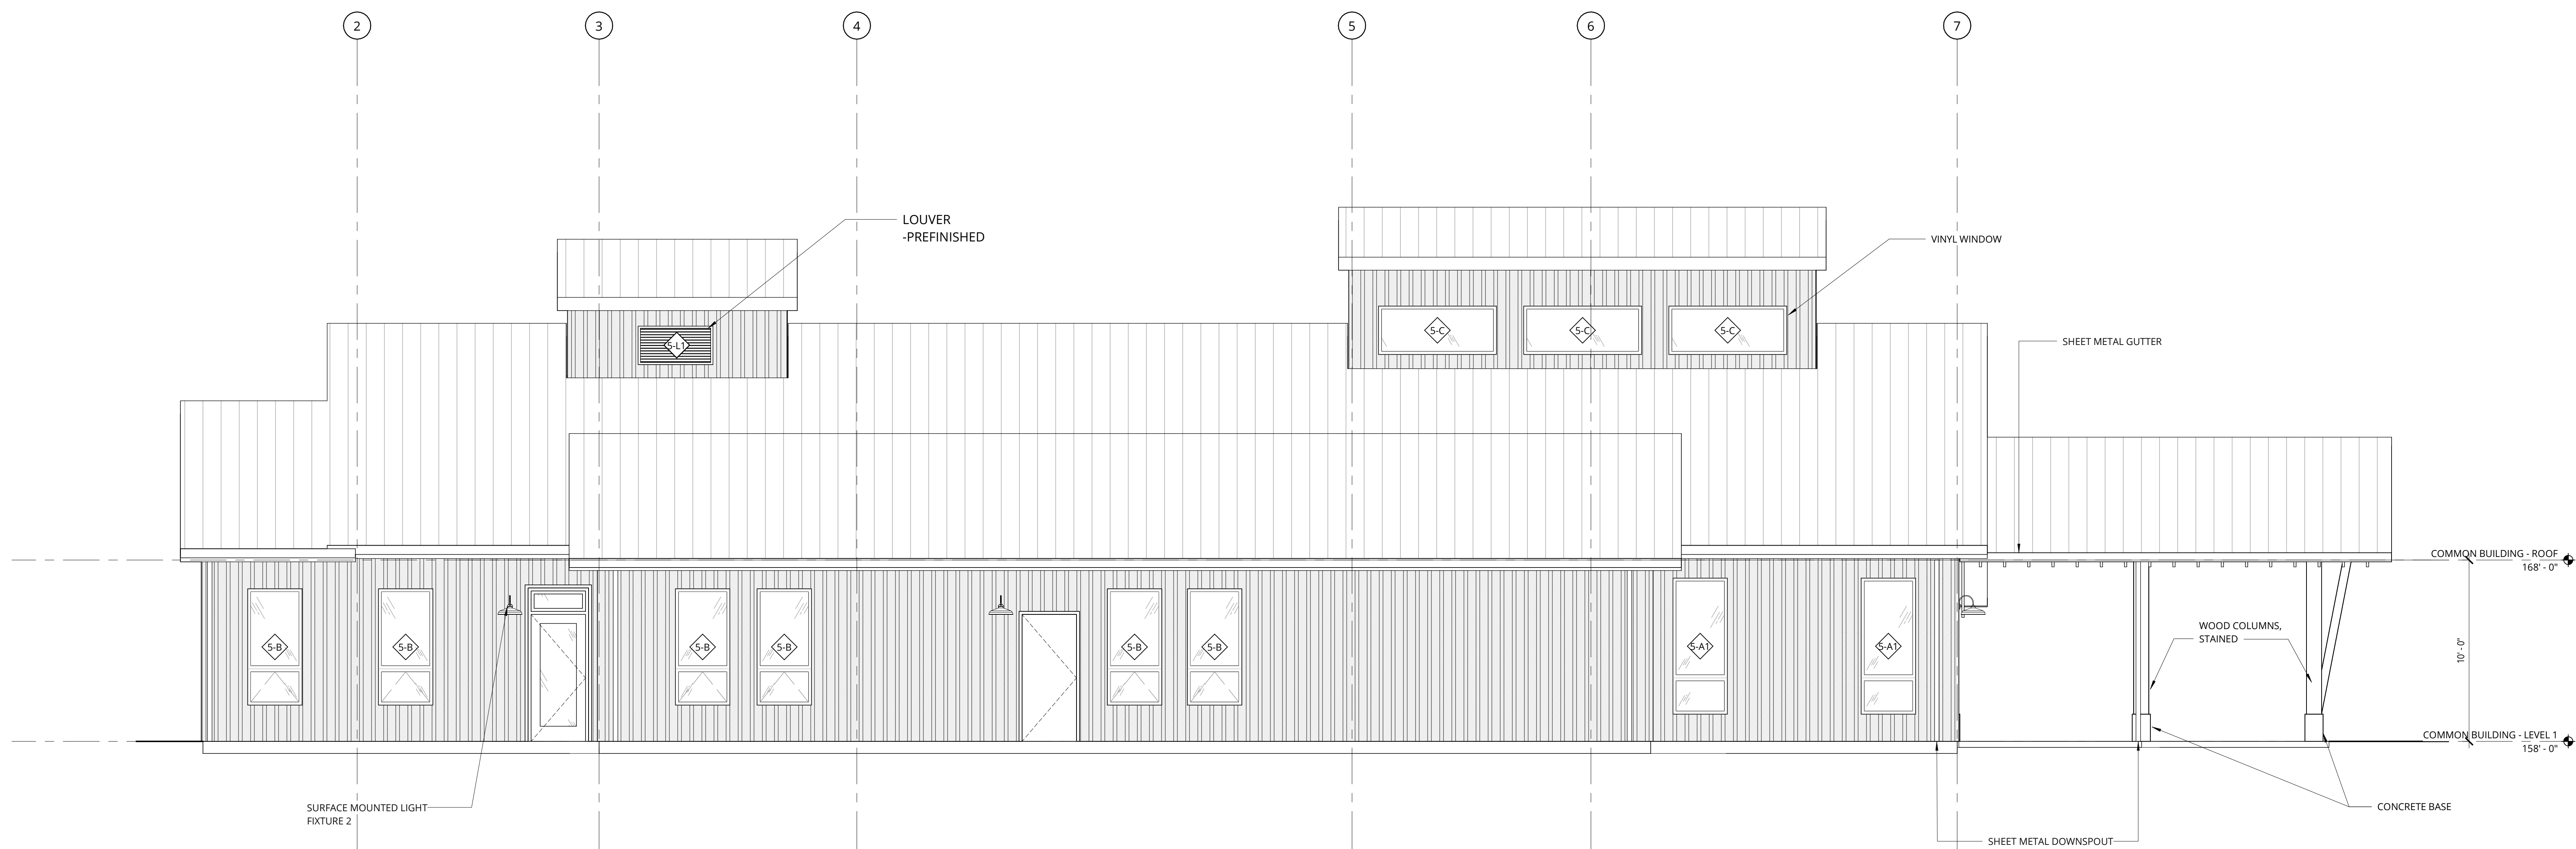 2
3
4
5
6
7
LOUVER
-PREFINISHED
VINYL WINDOW
5-L1
5-C
5-C
5-C
SHEET METAL GUTTER
COMMON BUILDING - ROOF
168' - 0"
WOOD COLUMNS,
STAINED
10' - 0"
5-B
5-B
5-B
5-B
5-B
5-B
5-A1
5-A1
COMMON BUILDING - LEVEL 1
158' - 0"
SURFACE MOUNTED LIGHT
FIXTURE 2
CONCRETE BASE
SHEET METAL DOWNSPOUT